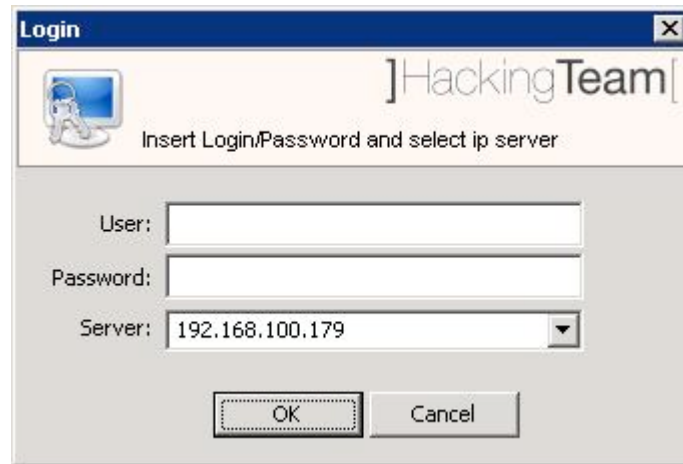 Login
]HackingTeam[
Insert Login/Password and select ip server
User:
Password:
Server: 192.168.100.179
OK Cancel